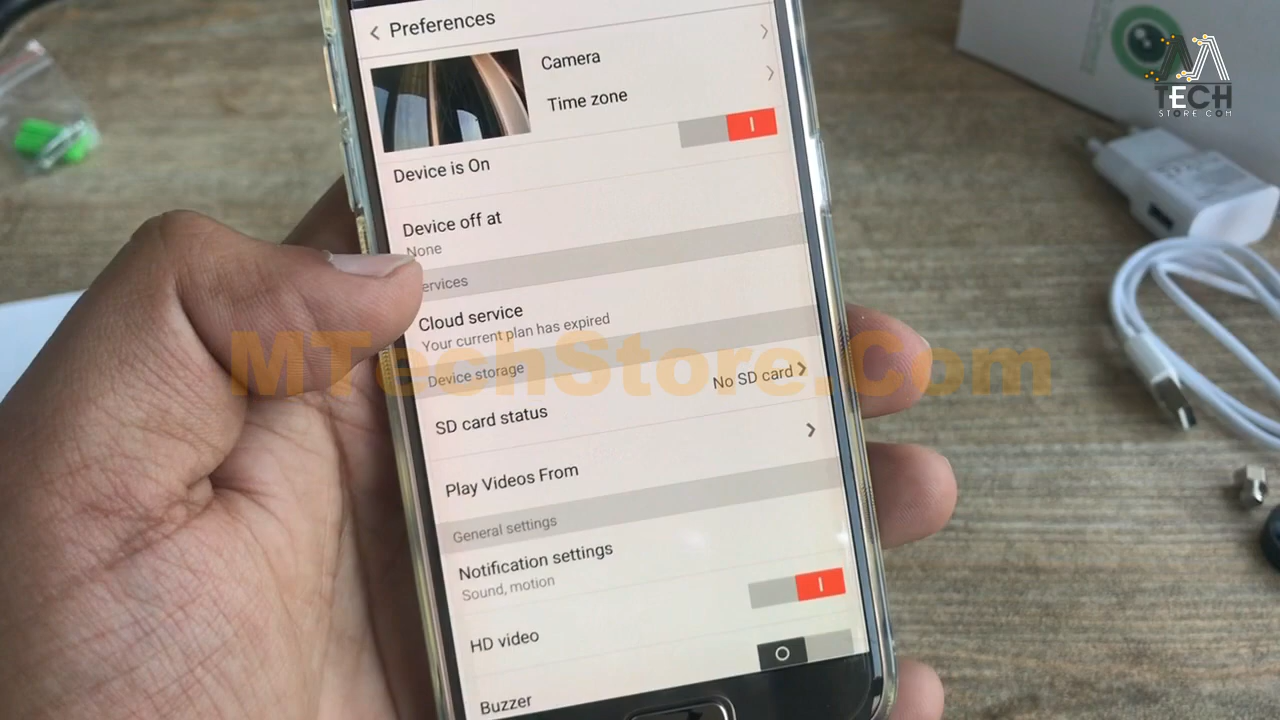 Preferences
Camera
Time zone
Device is On
Device off at
None
ervices
Cloud service
Your current plan has expired
Device storage
No SD card
SD card status
Play Videos From
General settings
Notification settings
Sound, motion
HD video
Buzzer
MTechStore.Com
TECH
STORE COM